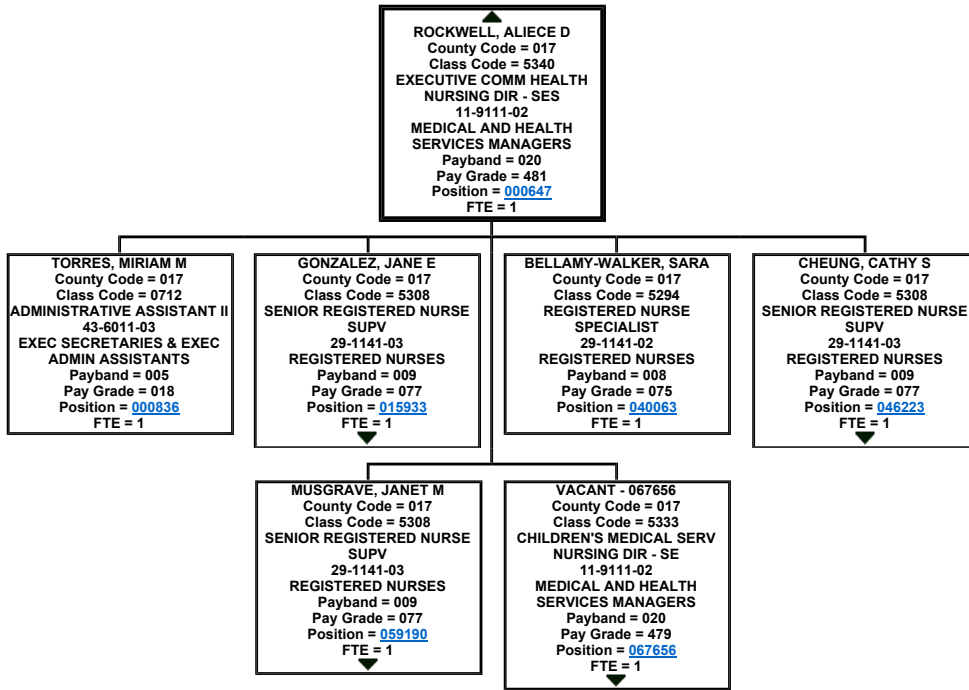 ROCKWELL, ALIECE D
County Code = 017
Class Code = 5340
EXECUTIVE COMM HEALTH
NURSING DIR - SES
11-9111-02
MEDICAL AND HEALTH
SERVICES MANAGERS
Payband = 020
Pay Grade = 481
Position = 000647
FTE = 1
TORRES, MIRIAM M
County Code = 017
Class Code = 0712
ADMINISTRATIVE ASSISTANT II
43-6011-03
EXEC SECRETARIES & EXEC
ADMIN ASSISTANTS
Payband = 005
Pay Grade = 018
Position = 000836
FTE = 1
GONZALEZ, JANE E
County Code = 017
Class Code = 5308
SENIOR REGISTERED NURSE
SUPV
29-1141-03
REGISTERED NURSES
Payband = 009
Pay Grade = 077
Position = 015933
FTE = 1
BELLAMY-WALKER, SARA
County Code = 017
Class Code = 5294
REGISTERED NURSE
SPECIALIST
29-1141-02
REGISTERED NURSES
Payband = 008
Pay Grade = 075
Position = 040063
FTE = 1
CHEUNG, CATHY S
County Code = 017
Class Code = 5308
SENIOR REGISTERED NURSE
SUPV
29-1141-03
REGISTERED NURSES
Payband = 009
Pay Grade = 077
Position = 046223
FTE = 1
MUSGRAVE, JANET M
County Code = 017
Class Code = 5308
SENIOR REGISTERED NURSE
SUPV
29-1141-03
REGISTERED NURSES
Payband = 009
Pay Grade = 077
Position = 059190
FTE = 1
VACANT - 067656
County Code = 017
Class Code = 5333
CHILDREN'S MEDICAL SERV
NURSING DIR - SE
11-9111-02
MEDICAL AND HEALTH
SERVICES MANAGERS
Payband = 020
Pay Grade = 479
Position = 067656
FTE = 1